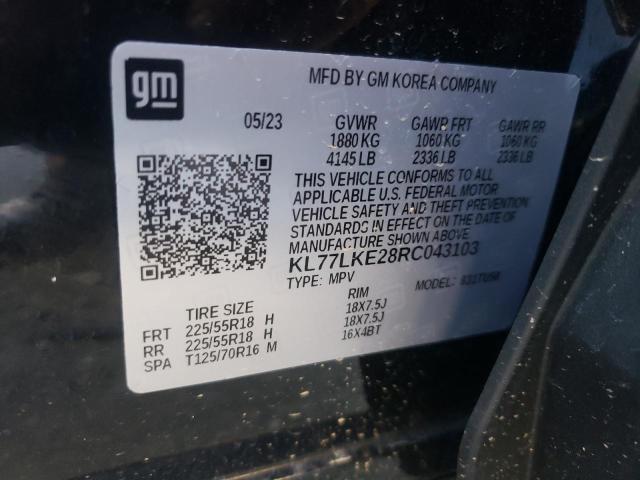 gm
MFD BY GM KOREA COMPANY
05/23 GVWR GAWR FRT GAWR RR
1880 KG 1060 KG 1060 KG
4145 LB 2336 LB 2336 LB
THIS VEHICLE CONFORMS TO ALL
APPLICABLE U.S. FEDERAL MOTOR
VEHICLE SAFETY AND THEFT PREVENTION
STANDARDS IN EFFECT ON THE DATE OF
MANUFACTURE SHOWN ABOVE.
KL77LKE28RC043103
TYPE: MPV MODEL:
TIRE SIZE RIM
FRT 225/55R18 H 18X7.5J
RR 225/55R18 H 18X7.5J
SPA T125/70R16 M 16X4BT